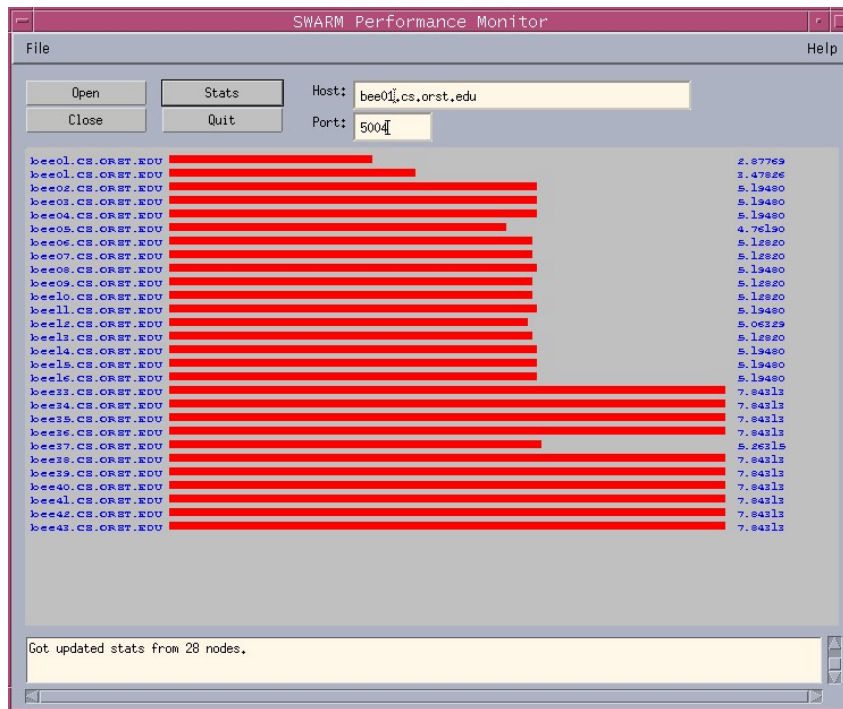 SWARM Performance Monitor
File Help
Open Stats Host: bee01.cs.orst.edu
Close Quit Port: 5004
bee01.CS.ORST.EDU 2.87769
bee01.CS.ORST.EDU 3.47826
bee02.CS.ORST.EDU 5.19480
bee03.CS.ORST.EDU 5.19480
bee04.CS.ORST.EDU 5.19480
bee05.CS.ORST.EDU 4.76190
bee06.CS.ORST.EDU 5.12820
bee07.CS.ORST.EDU 5.12820
bee08.CS.ORST.EDU 5.19480
bee09.CS.ORST.EDU 5.12820
bee10.CS.ORST.EDU 5.12820
bee11.CS.ORST.EDU 5.19480
bee12.CS.ORST.EDU 5.06329
bee13.CS.ORST.EDU 5.12820
bee14.CS.ORST.EDU 5.19480
bee15.CS.ORST.EDU 5.19480
bee16.CS.ORST.EDU 5.19480
bee33.CS.ORST.EDU 7.84313
bee34.CS.ORST.EDU 7.84313
bee35.CS.ORST.EDU 7.84313
bee36.CS.ORST.EDU 7.84313
bee37.CS.ORST.EDU 5.26315
bee38.CS.ORST.EDU 7.84313
bee39.CS.ORST.EDU 7.84313
bee40.CS.ORST.EDU 7.84313
bee41.CS.ORST.EDU 7.84313
bee42.CS.ORST.EDU 7.84313
bee43.CS.ORST.EDU 7.84313
Got updated stats from 28 nodes.